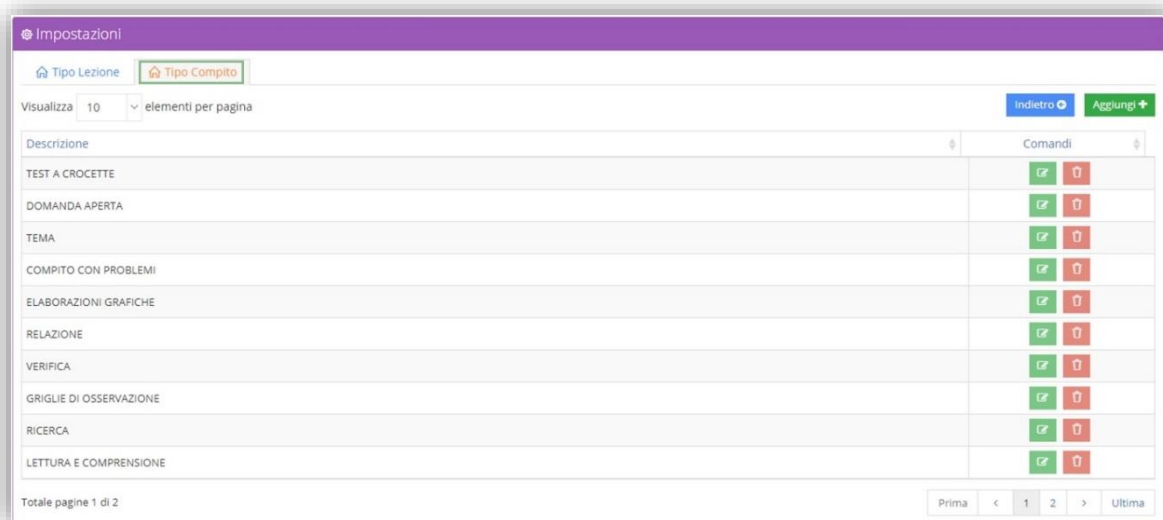 Impostazioni
Tipo Lezione Tipo Compito
Visualizza 10 elementi per pagina Indietro Aggiungi
Descrizione Comandi
TEST A CROCETTE
DOMANDA APERTA
TEMA
COMPITO CON PROBLEMI
ELABORAZIONI GRAFICHE
RELAZIONE
VERIFICA
GRIGLIE DI OSSERVAZIONE
RICERCA
LETTURA E COMPRENSIONE
Totale pagine 1 di 2 Prima < 1 2 > Ultima